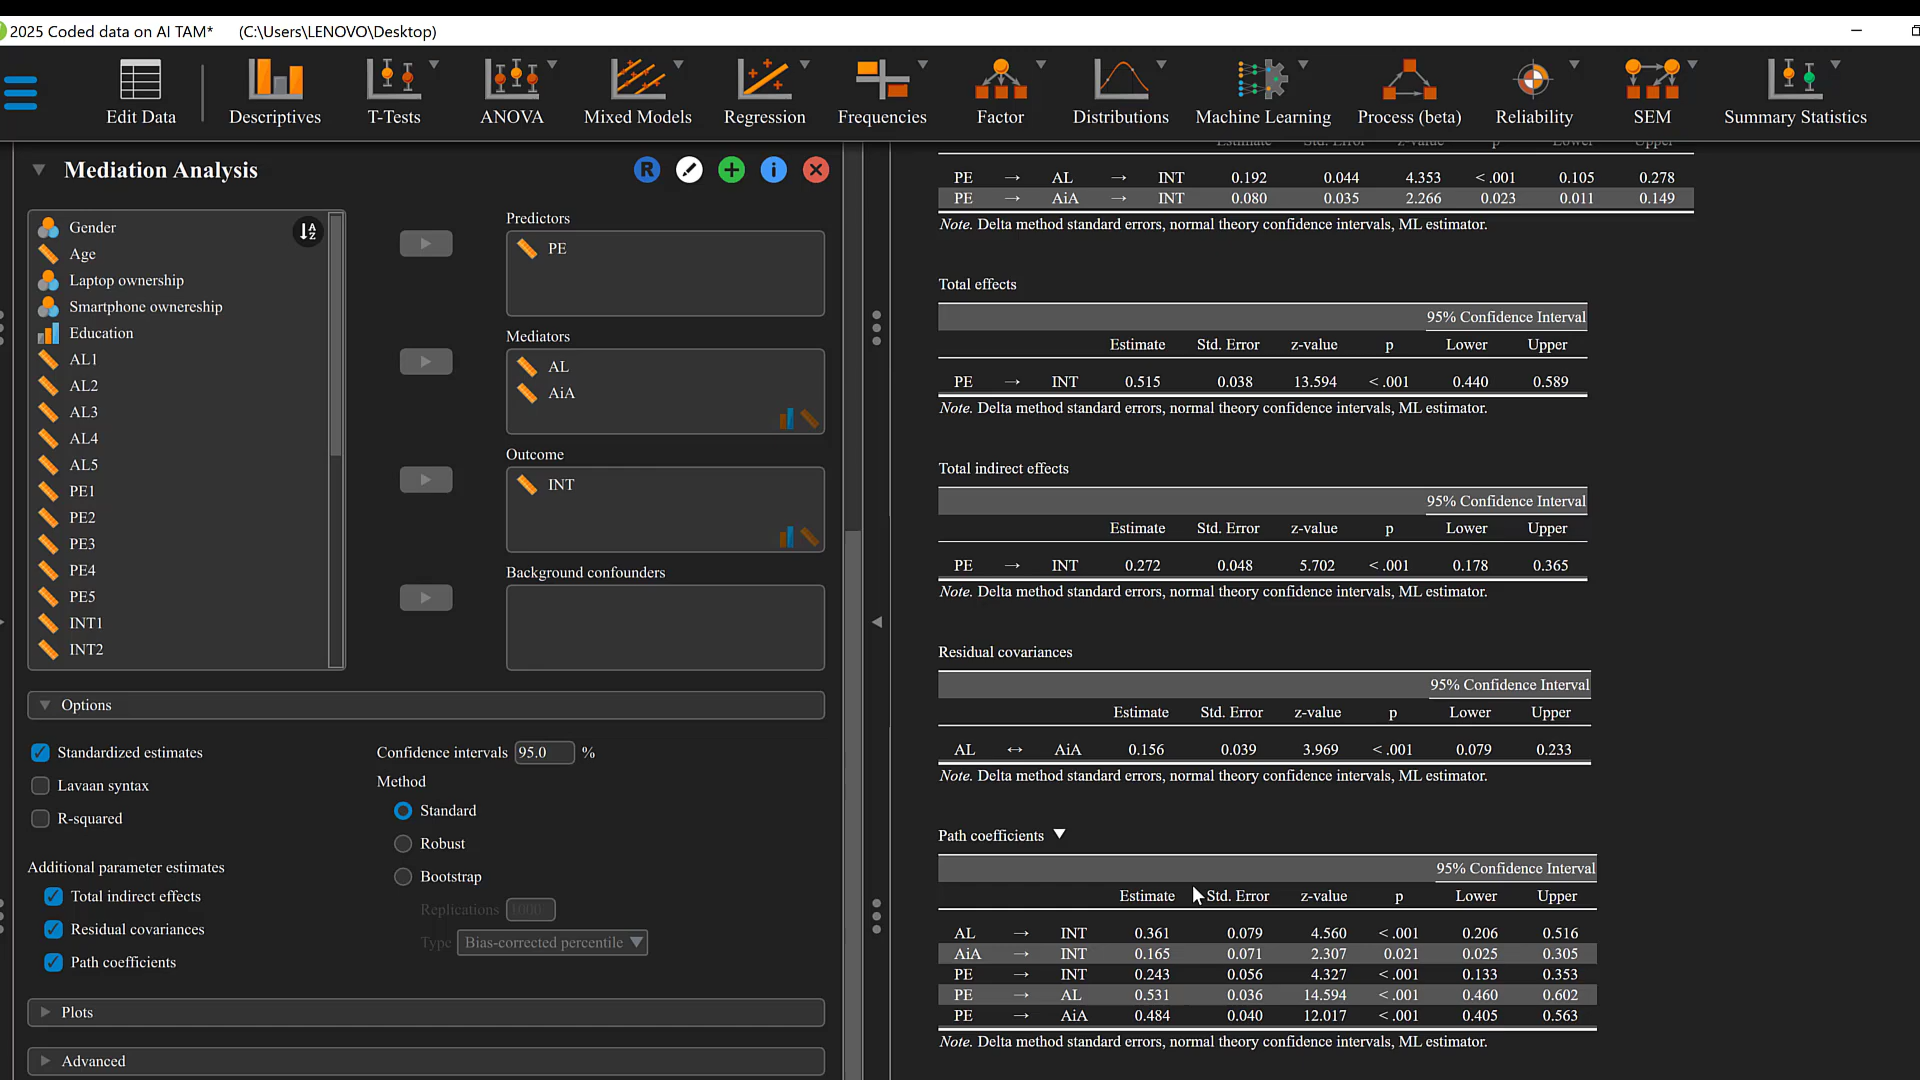 2025 Coded data on AI TAM* (C:\Users\LENOVO\Desktop)
Edit Data Descriptives T-Tests ANOVA Mixed Models Regression Frequencies Factor Distributions Machine Learning Process (beta) Reliability SEM Summary Statistics
Mediation Analysis
R
Gender
Age
Laptop ownership
Smartphone ownereship
Education
AL1
AL2
AL3
AL4
AL5
PE1
PE2
PE3
PE4
PE5
INT1
INT2
Predictors
PE
Mediators
AL
AiA
Outcome
INT
Background confounders
Options
Standardized estimates
Lavaan syntax
R-squared
Additional parameter estimates
Total indirect effects
Residual covariances
Path coefficients
Confidence intervals 95.0 %
Method
Standard
Robust
Bootstrap
Replications 1000
Type Bias-corrected percentile
Plots
Advanced
Estimate Std. Error z-value p Lower Upper
PE → AL → INT 0.192 0.044 4.353 < .001 0.105 0.278
PE → AiA → INT 0.080 0.035 2.266 0.023 0.011 0.149
Note. Delta method standard errors, normal theory confidence intervals, ML estimator.
Total effects
95% Confidence Interval
Estimate Std. Error z-value p Lower Upper
PE → INT 0.515 0.038 13.594 < .001 0.440 0.589
Note. Delta method standard errors, normal theory confidence intervals, ML estimator.
Total indirect effects
95% Confidence Interval
Estimate Std. Error z-value p Lower Upper
PE → INT 0.272 0.048 5.702 < .001 0.178 0.365
Note. Delta method standard errors, normal theory confidence intervals, ML estimator.
Residual covariances
95% Confidence Interval
Estimate Std. Error z-value p Lower Upper
AL ↔ AiA 0.156 0.039 3.969 < .001 0.079 0.233
Note. Delta method standard errors, normal theory confidence intervals, ML estimator.
Path coefficients
95% Confidence Interval
Estimate Std. Error z-value p Lower Upper
AL → INT 0.361 0.079 4.560 < .001 0.206 0.516
AiA → INT 0.165 0.071 2.307 0.021 0.025 0.305
PE → INT 0.243 0.056 4.327 < .001 0.133 0.353
PE → AL 0.531 0.036 14.594 < .001 0.460 0.602
PE → AiA 0.484 0.040 12.017 < .001 0.405 0.563
Note. Delta method standard errors, normal theory confidence intervals, ML estimator.